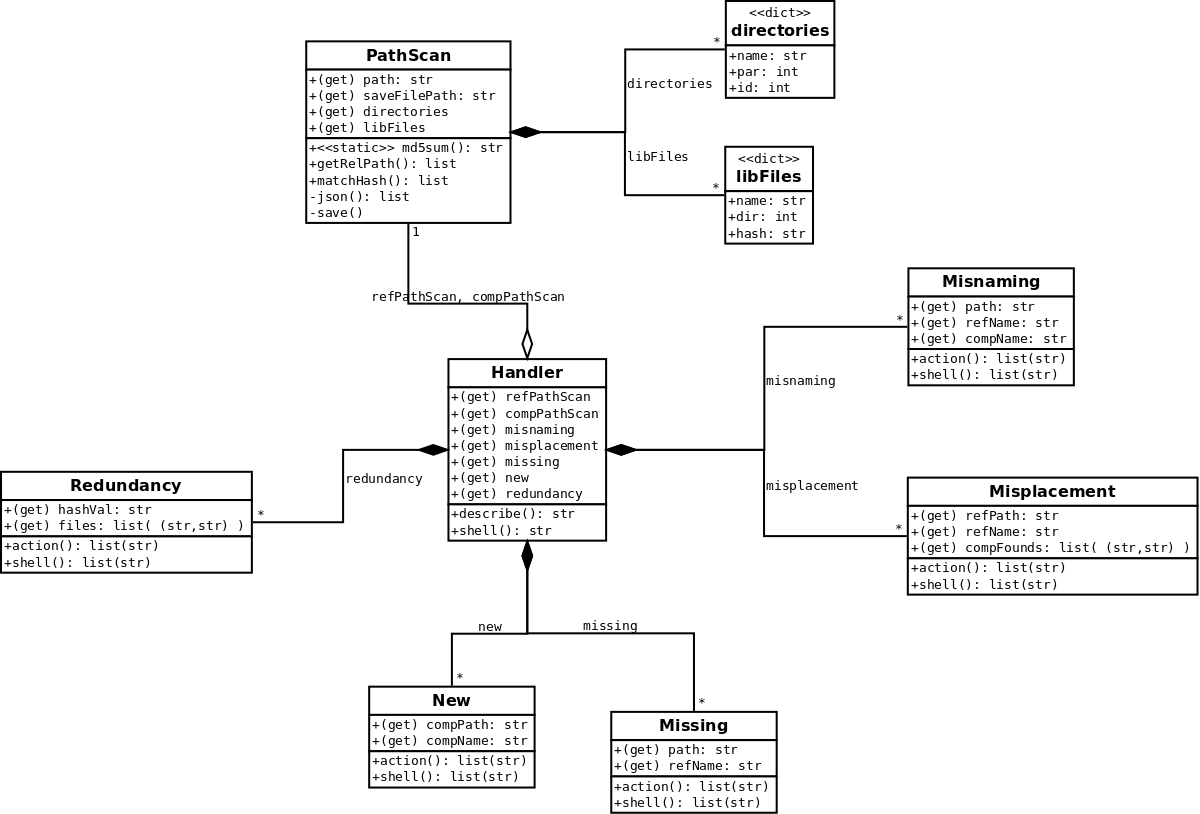 <<dict>>
directories
+name: str
+par: int
+id: int
*
directories
PathScan
+(get) path: str
+(get) saveFilePath: str
+(get) directories
+(get) libFiles
+<<static>> md5sum(): str
+getRelPath(): list
+matchHash(): list
-json(): list
-save()
libFiles
*
<<dict>>
libFiles
+name: str
+dir: int
+hash: str
1
refPathScan, compPathScan
Misnaming
+(get) path: str
+(get) refName: str
+(get) compName: str
+action(): list(str)
+shell(): list(str)
*
misnaming
Handler
+(get) refPathScan
+(get) compPathScan
+(get) misnaming
+(get) misplacement
+(get) missing
+(get) new
+(get) redundancy
+describe(): str
+shell(): str
redundancy
*
Redundancy
+(get) hashVal: str
+(get) files: list( (str,str) )
+action(): list(str)
+shell(): list(str)
misplacement
*
Misplacement
+(get) refPath: str
+(get) refName: str
+(get) compFounds: list( (str,str) )
+action(): list(str)
+shell(): list(str)
new
missing
*
New
+(get) compPath: str
+(get) compName: str
+action(): list(str)
+shell(): list(str)
*
Missing
+(get) path: str
+(get) refName: str
+action(): list(str)
+shell(): list(str)